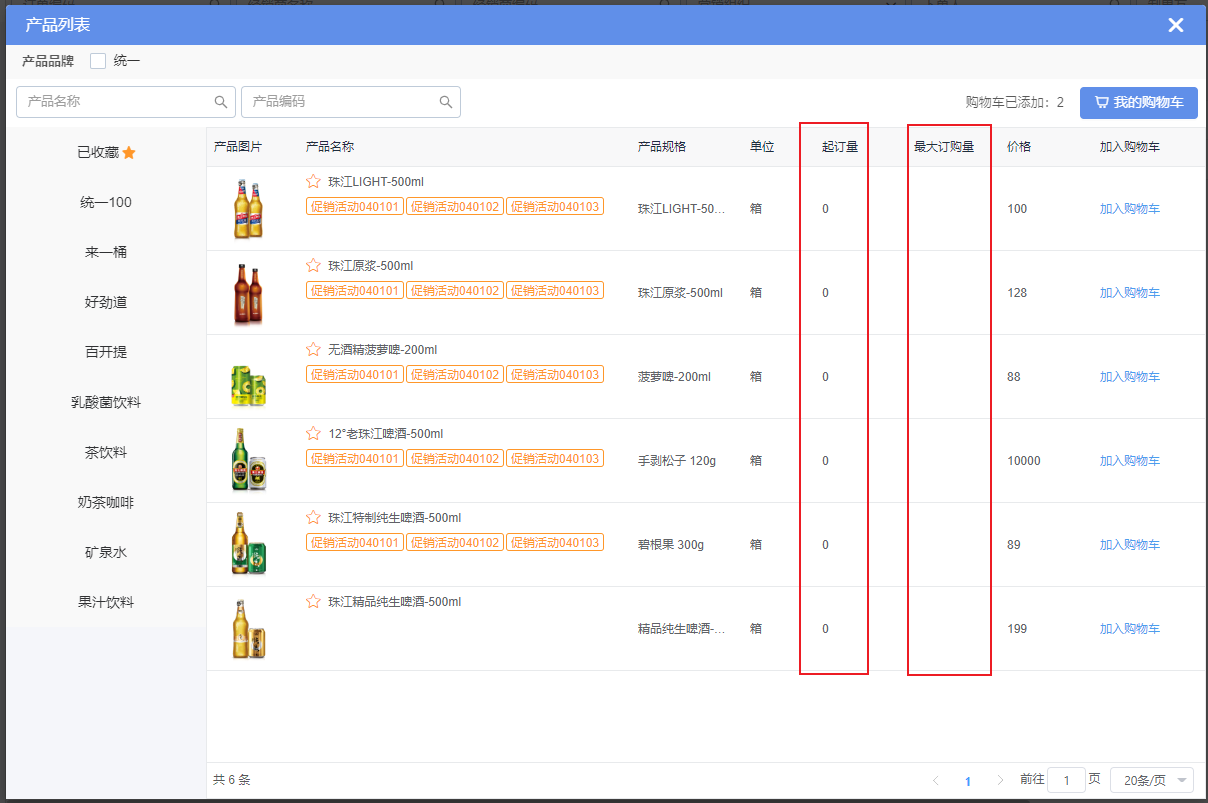 产品列表
产品品牌 统一
产品名称 产品编码 购物车已添加：2 我的购物车
已收藏
统一100
来一桶
好劲道
百开提
乳酸菌饮料
茶饮料
奶茶咖啡
矿泉水
果汁饮料
产品图片 产品名称 产品规格 单位 起订量 最大订购量 价格 加入购物车
珠江LIGHT-500ml
促销活动040101 促销活动040102 促销活动040103
珠江LIGHT-50... 箱 0 100 加入购物车
珠江原浆-500ml
促销活动040101 促销活动040102 促销活动040103
珠江原浆-500ml 箱 0 128 加入购物车
无酒精菠萝啤-200ml
促销活动040101 促销活动040102 促销活动040103
菠萝啤-200ml 箱 0 88 加入购物车
12°老珠江啤酒-500ml
促销活动040101 促销活动040102 促销活动040103
手剥松子 120g 箱 0 10000 加入购物车
珠江特制纯生啤酒-500ml
促销活动040101 促销活动040102 促销活动040103
碧根果 300g 箱 0 89 加入购物车
珠江精品纯生啤酒-500ml
精品纯生啤酒-... 箱 0 199 加入购物车
共 6 条 1 前往 1 页 20条/页